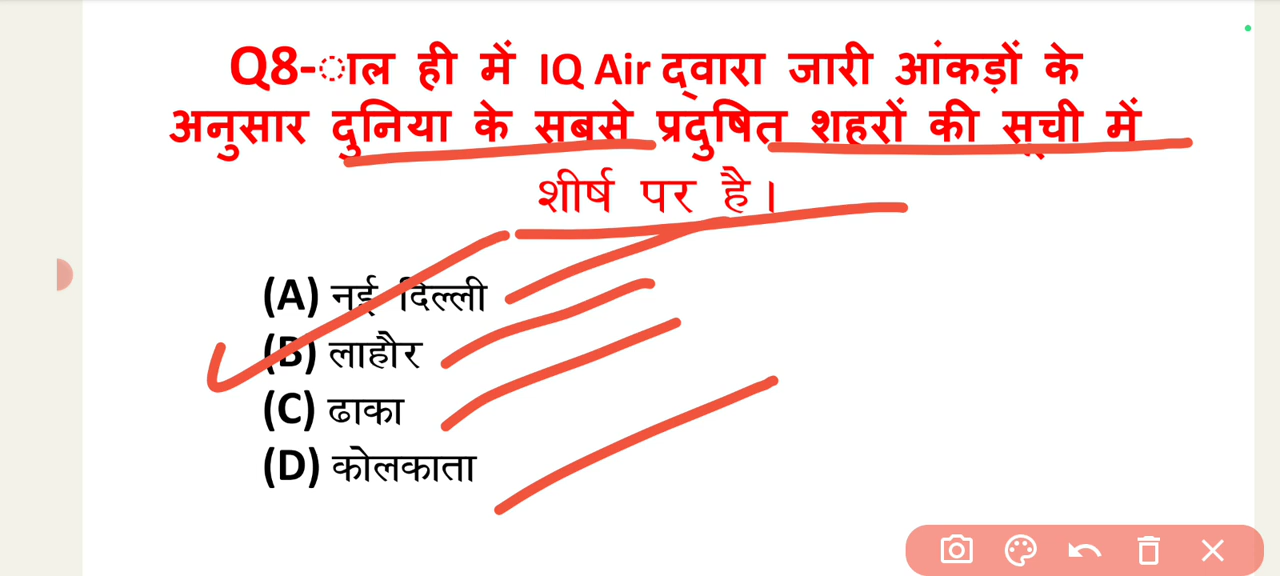 Q8-ाल ही में IQ Air द्वारा जारी आंकड़ों के
अनुसार दुनिया के सबसे प्रदुषित शहरों की सूची में
शीर्ष पर है।
(A) नई दिल्ली
(B) लाहौर
(C) ढाका
(D) कोलकाता